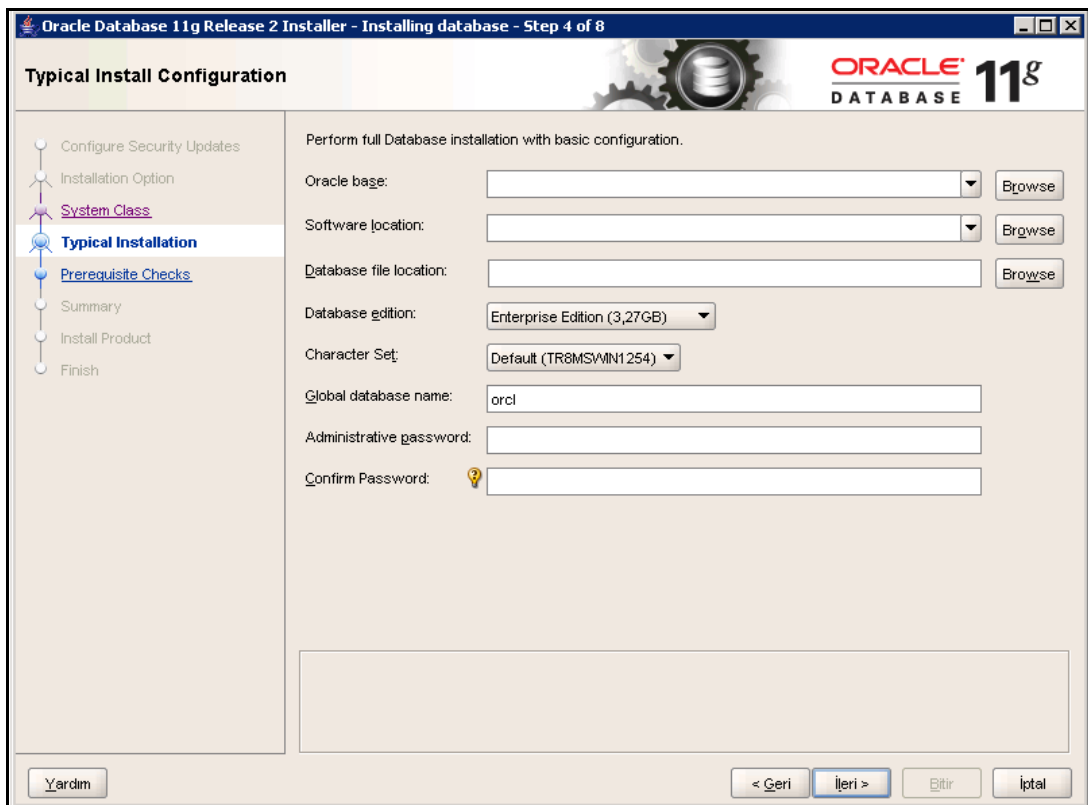 Oracle Database 11g Release 2 Installer - Installing database - Step 4 of 8
Typical Install Configuration
ORACLE
DATABASE
11g
Configure Security Updates
Installation Option
System Class
Typical Installation
Prerequisite Checks
Summary
Install Product
Finish
Perform full Database installation with basic configuration.
Oracle base:
Browse
Software location:
Browse
Database file location:
Browse
Database edition:
Enterprise Edition (3,27GB)
Character Set:
Default (TR8MSWIN1254)
Global database name:
orcl
Administrative password:
Confirm Password:
Yardım
< Geri
İleri >
Bitir
İptal